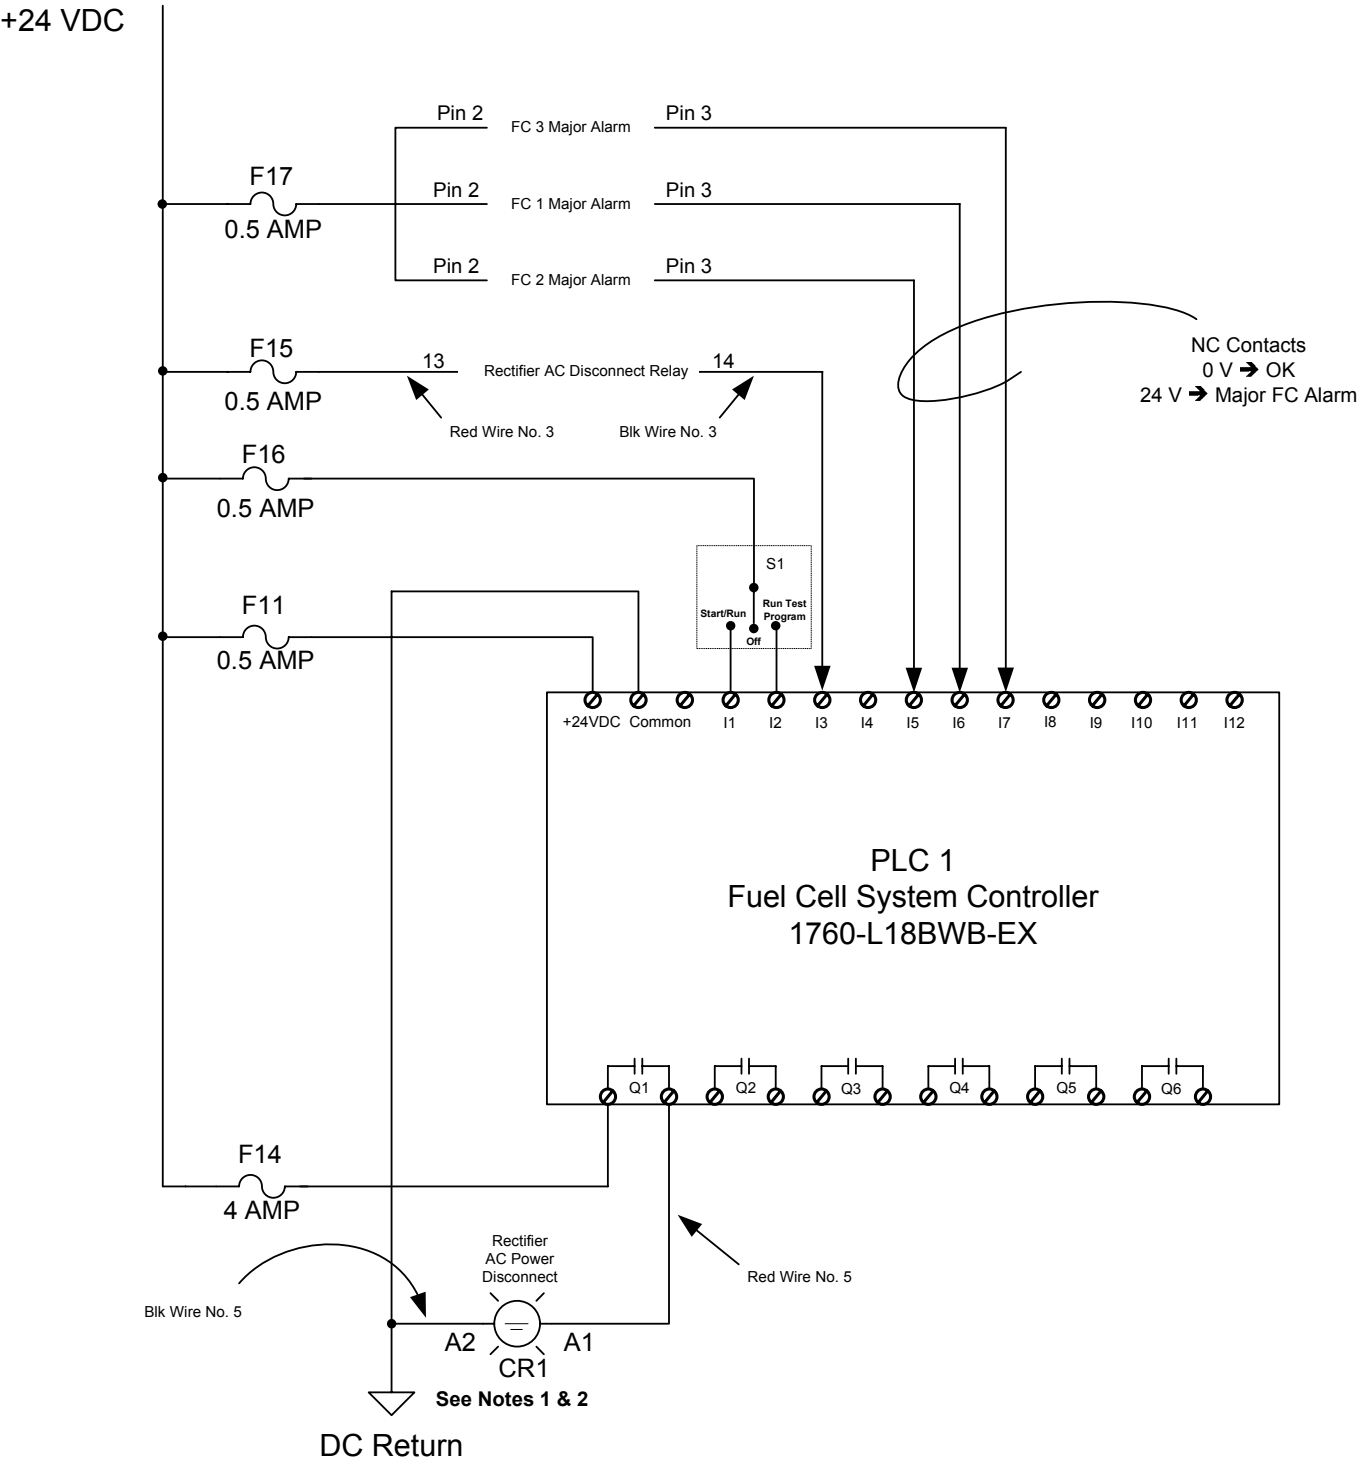 +24 VDC
Pin 2
FC 3 Major Alarm
Pin 3
F17
0.5 AMP
Pin 2
FC 1 Major Alarm
Pin 3
Pin 2
FC 2 Major Alarm
Pin 3
NC Contacts
0 V ➔ OK
24 V ➔ Major FC Alarm
F15
0.5 AMP
13
Rectifier AC Disconnect Relay
14
Red Wire No. 3
Blk Wire No. 3
F16
0.5 AMP
S1
Start/Run
Off
Run Test
Program
F11
0.5 AMP
+24VDC
Common
I1
I2
I3
I4
I5
I6
I7
I8
I9
I10
I11
I12
PLC 1
Fuel Cell System Controller
1760-L18BWB-EX
Q1
Q2
Q3
Q4
Q5
Q6
F14
4 AMP
Rectifier
AC Power
Disconnect
Red Wire No. 5
Blk Wire No. 5
A2
A1
CR1
See Notes 1 & 2
DC Return